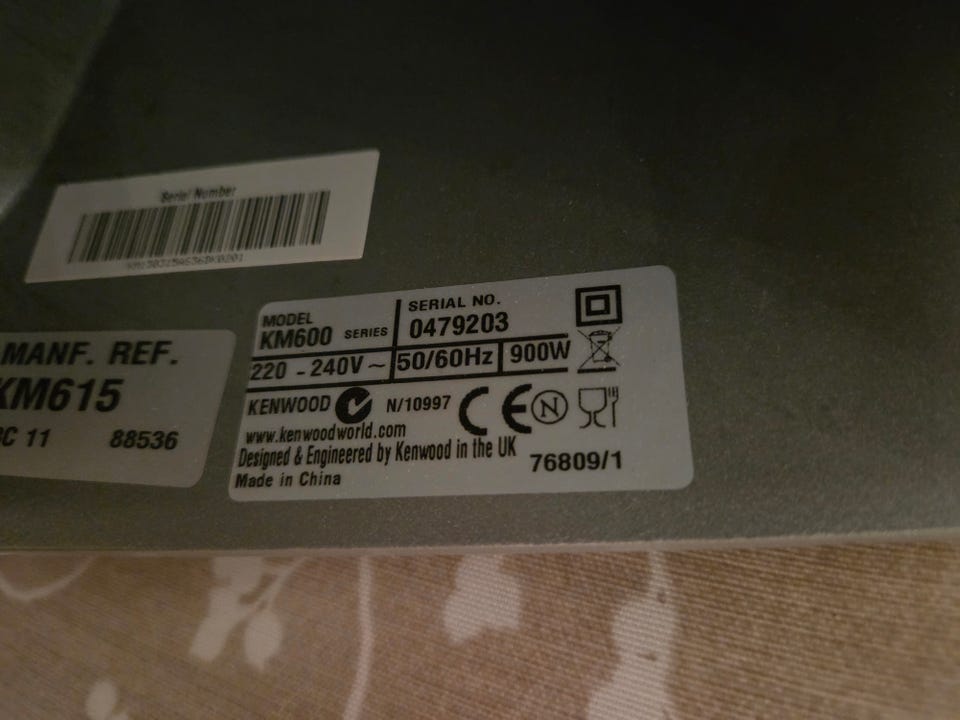 Serial Number
MANF. REF.
KM615
11 88536
MODEL
KM600 SERIES
SERIAL NO.
0479203
220 - 240V ~ 50/60Hz 900W
KENWOOD N/10997 CE N
www.kenwoodworld.com
Designed & Engineered by Kenwood in the UK
76809/1
Made in China